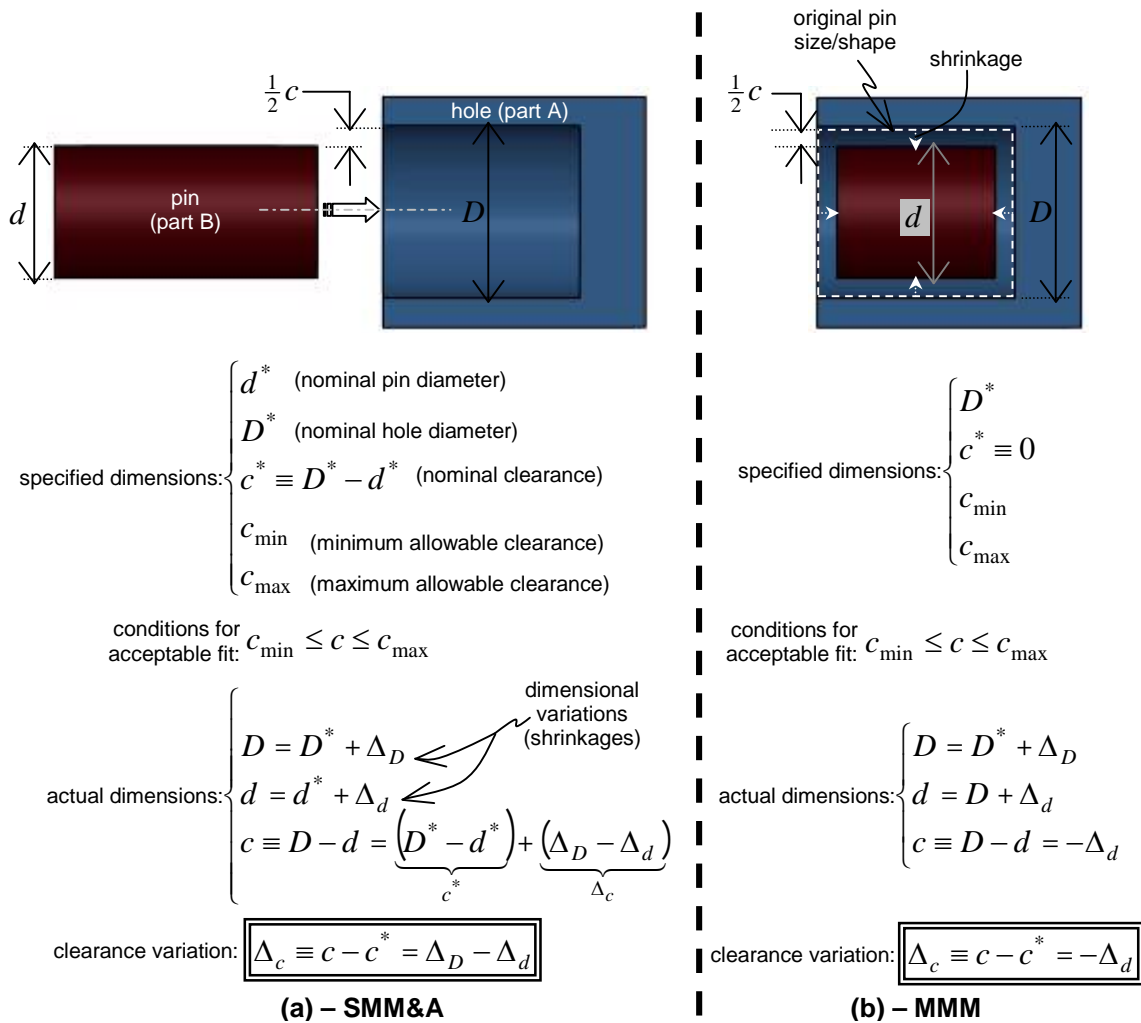 ½ c
hole (part A)
d
pin
(part B)
D
specified dimensions:
d* (nominal pin diameter)
D* (nominal hole diameter)
c* ≡ D* − d* (nominal clearance)
c_min (minimum allowable clearance)
c_max (maximum allowable clearance)
conditions for
acceptable fit: c_min ≤ c ≤ c_max
dimensional
variations
(shrinkages)
actual dimensions:
D = D* + Δ_D
d = d* + Δ_d
c ≡ D − d = (D* − d*) + (Δ_D − Δ_d)
c* Δ_c
clearance variation: Δ_c ≡ c − c* = Δ_D − Δ_d
(a) – SMM&A
original pin
size/shape
shrinkage
½ c
d
D
specified dimensions:
D*
c* ≡ 0
c_min
c_max
conditions for
acceptable fit: c_min ≤ c ≤ c_max
actual dimensions:
D = D* + Δ_D
d = D + Δ_d
c ≡ D − d = −Δ_d
clearance variation: Δ_c ≡ c − c* = −Δ_d
(b) – MMM